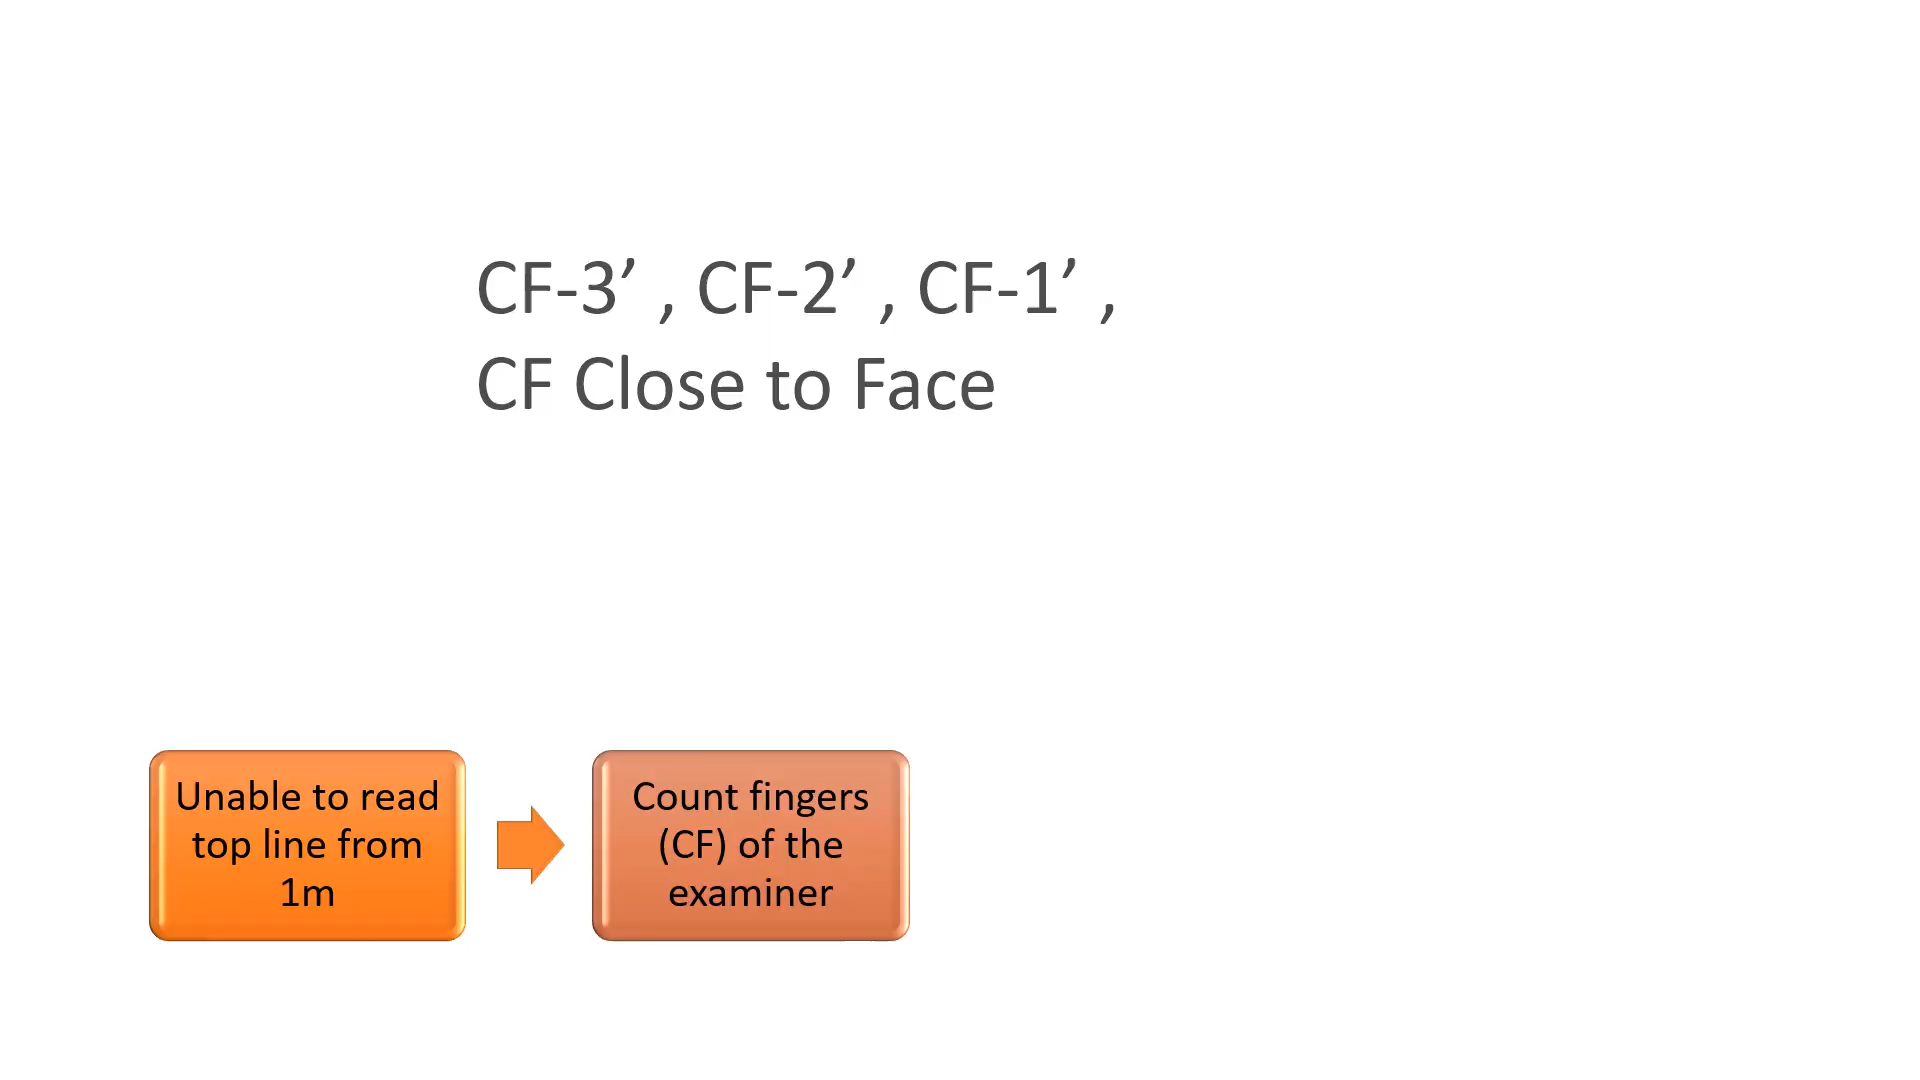 CF-3’ , CF-2’ , CF-1’ ,
CF Close to Face
Unable to read
top line from
1m
Count fingers
(CF) of the
examiner